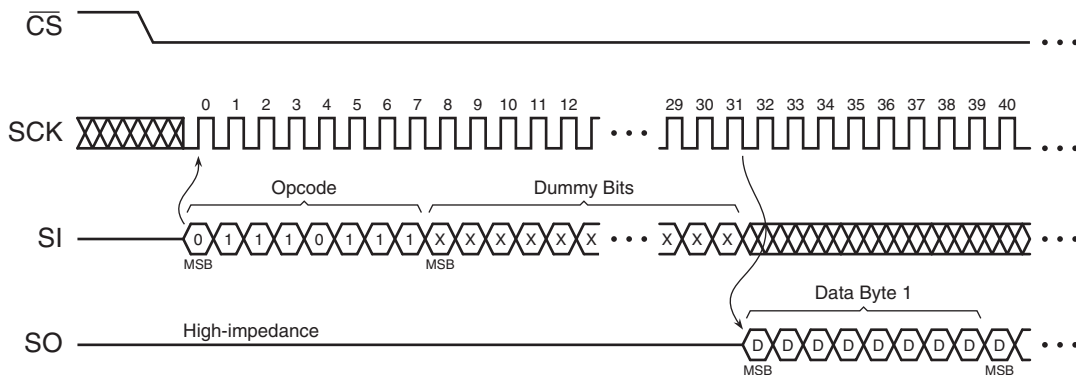 CS
SCK
0 1 2 3 4 5 6 7 8 9 10 11 12 29 30 31 32 33 34 35 36 37 38 39 40
Opcode Dummy Bits
SI
0 1 1 1 0 1 1 1 X X X X X X X X X
MSB MSB
Data Byte 1
High-impedance
SO
D D D D D D D D D
MSB MSB